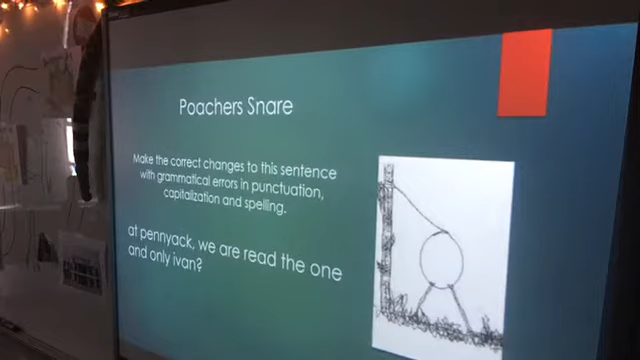 Poachers Snare
Make the correct changes to this sentence
with grammatical errors in punctuation,
capitalization and spelling.
at pennyack, we are read the one
and only ivan?